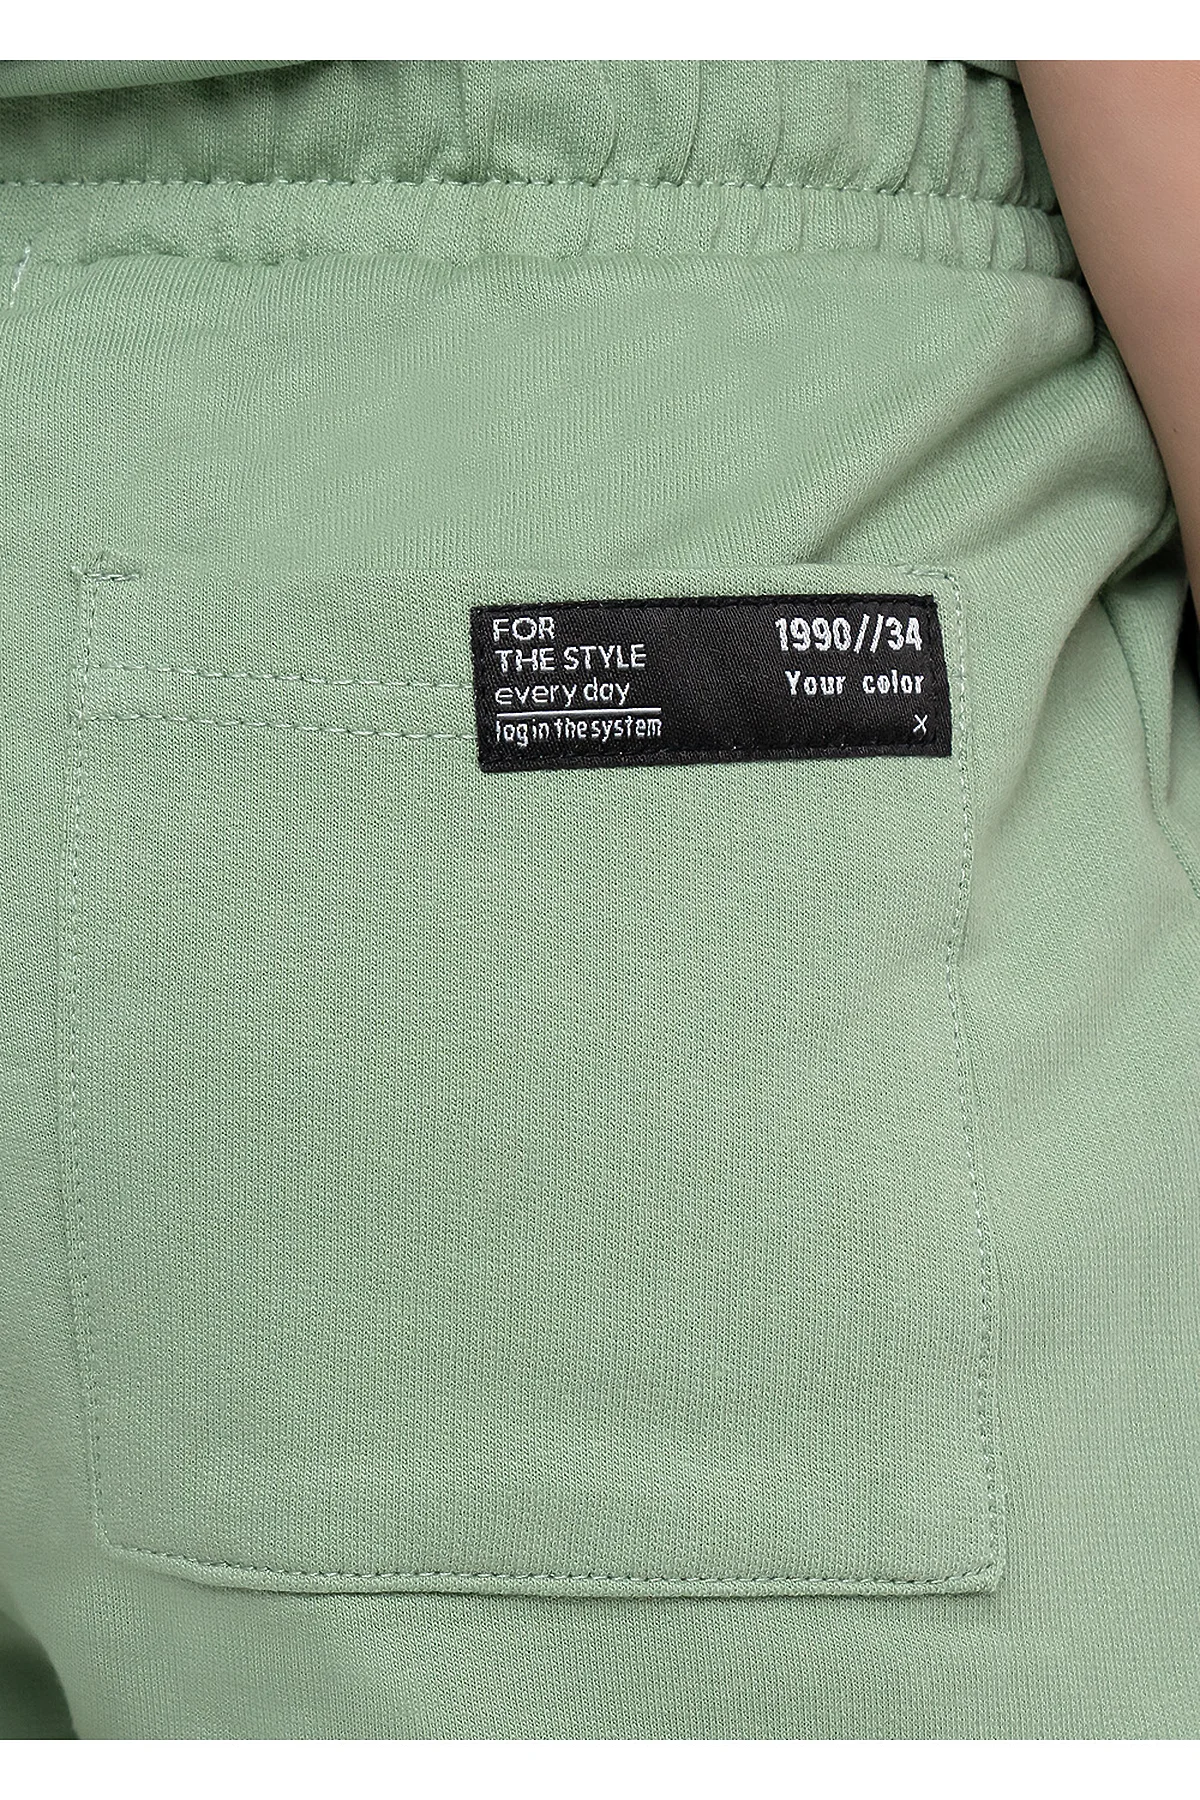 FOR
THE STYLE
every day
log in the system
1990//34
Your color
X